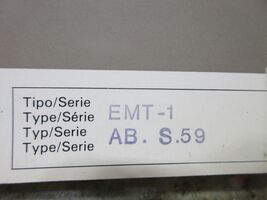 Tipo/Serie
Type/Série
Typ/Serie
Type/Serie
EMT-1
AB. S.59